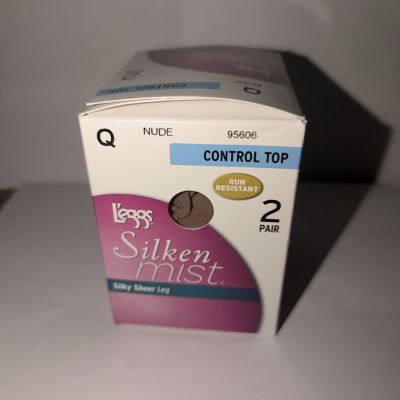 Q NUDE 95606
CONTROL TOP
RUN
RESISTANT
2
PAIR
L'eggs
Silken
mist
Silky Sheer Leg
CONTROL TOP
Q